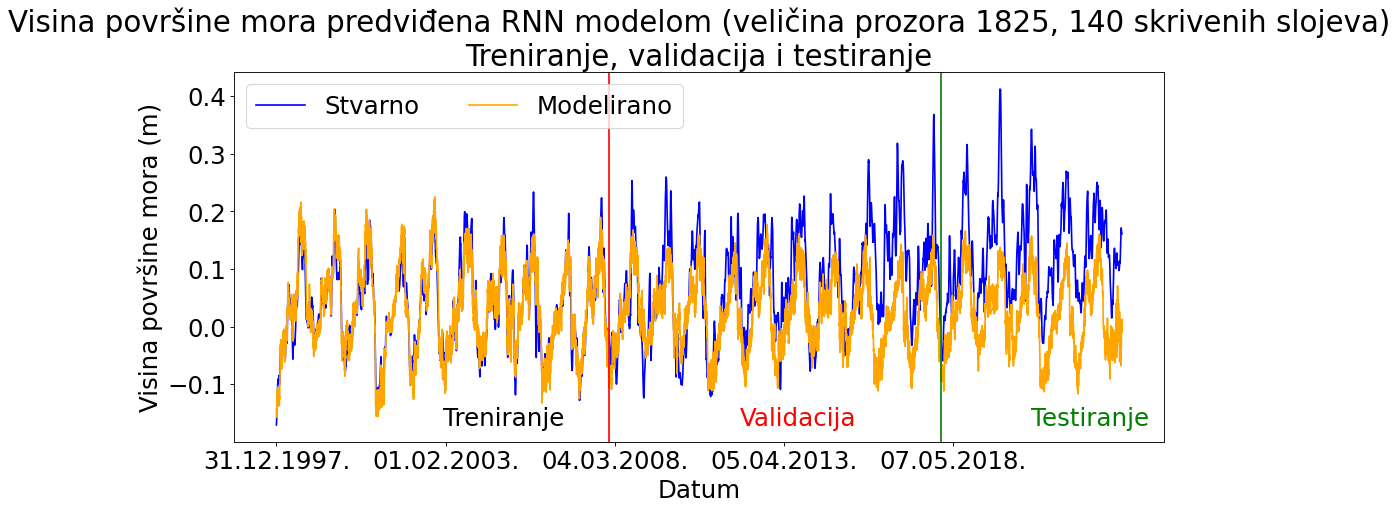 Visina površine mora predviđena RNN modelom (veličina prozora 1825, 140 skrivenih slojeva)
Treniranje, validacija i testiranje
Stvarno
Modelirano
Visina površine mora (m)
0.4
0.3
0.2
0.1
0.0
−0.1
Treniranje
Validacija
Testiranje
31.12.1997.
01.02.2003.
04.03.2008.
05.04.2013.
07.05.2018.
Datum